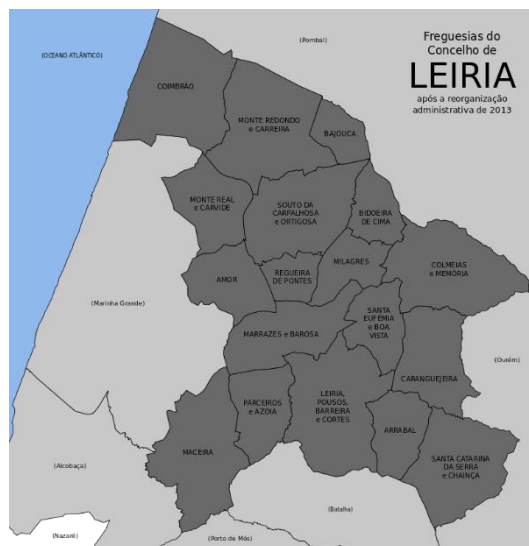 Freguesias do
Concelho de
LEIRIA
após a reorganização
administrativa de 2013
(Pombal)
(OCEANO ATLÂNTICO)
COIMBRÃO
MONTE REDONDO
e CARREIRA
BAJOUCA
MONTE REAL
e CARVIDE
SOUTO DA
CARPALHOSA
e ORTIGOSA
BIDOEIRA
DE CIMA
COLMEIAS
e MEMÓRIA
MILAGRES
REGUEIRA
DE PONTES
AMOR
(Marinha Grande)
SANTA
EUFÉMIA e BOA
VISTA
MARRAZES e BAROSA
(Ourém)
CARANGUEJEIRA
LEIRIA,
POUSOS,
BARREIRA
e CORTES
PARCEIROS
e AZOIA
ARRABAL
MACEIRA
SANTA CATARINA
DA SERRA
e CHAINÇA
(Alcobaça)
(Batalha)
(Nazaré)
(Porto de Mós)